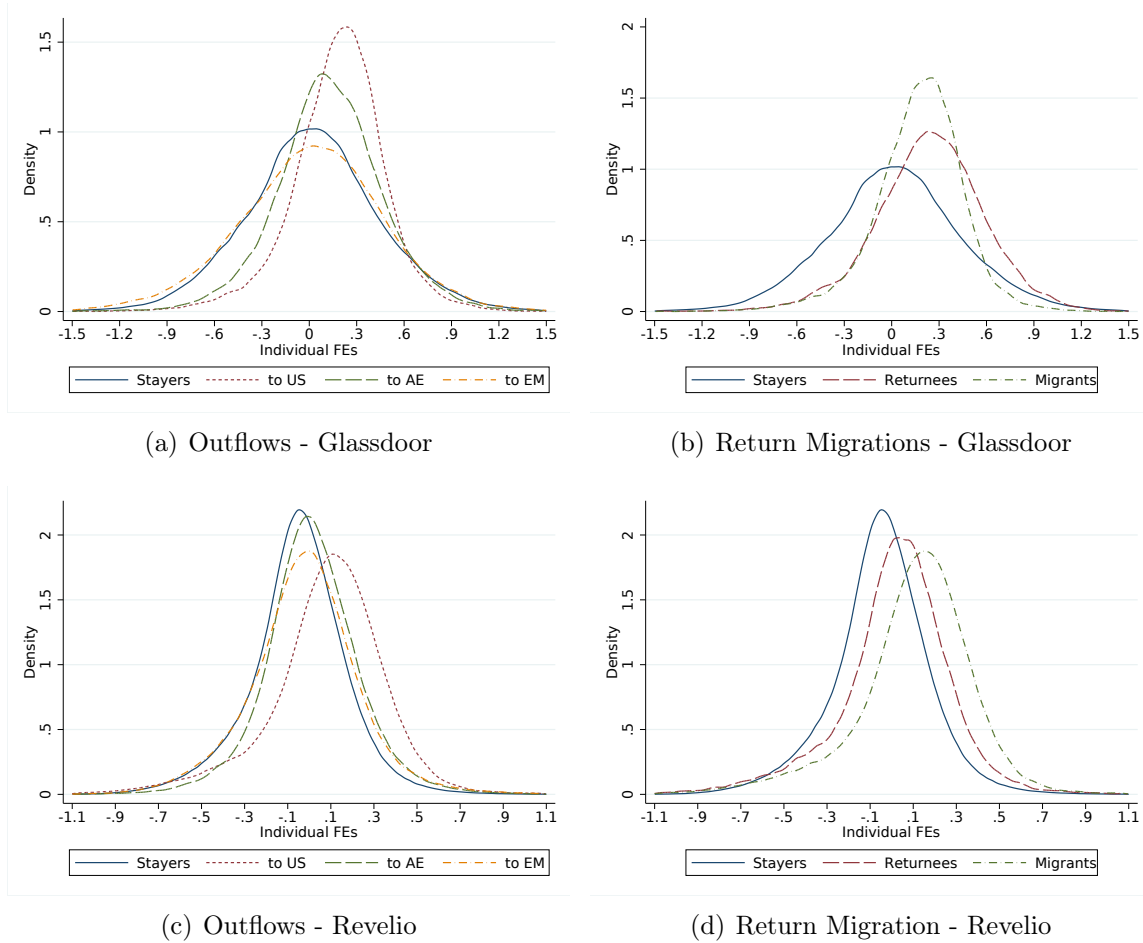 Density
0 .5 1 1.5
-1.5 -1.2 -.9 -.6 -.3 0 .3 .6 .9 1.2 1.5
Individual FEs
Stayers to US to AE to EM
(a) Outflows - Glassdoor
Density
0 .5 1 1.5 2
-1.5 -1.2 -.9 -.6 -.3 0 .3 .6 .9 1.2 1.5
Individual FEs
Stayers Returnees Migrants
(b) Return Migrations - Glassdoor
Density
0 .5 1 1.5 2
-1.1 -.9 -.7 -.5 -.3 -.1 .1 .3 .5 .7 .9 1.1
Individual FEs
Stayers to US to AE to EM
(c) Outflows - Revelio
Density
0 .5 1 1.5 2
-1.1 -.9 -.7 -.5 -.3 -.1 .1 .3 .5 .7 .9 1.1
Individual FEs
Stayers Returnees Migrants
(d) Return Migration - Revelio